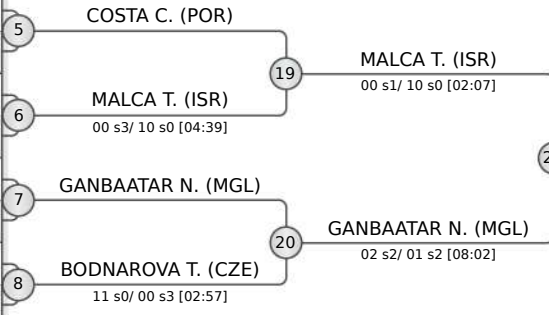 COSTA C. (POR)
5
19
MALCA T. (ISR)
00 s1/ 10 s0 [02:07]
MALCA T. (ISR)
6
00 s3/ 10 s0 [04:39]
GANBAATAR N. (MGL)
7
20
GANBAATAR N. (MGL)
02 s2/ 01 s2 [08:02]
BODNAROVA T. (CZE)
8
11 s0/ 00 s3 [02:57]